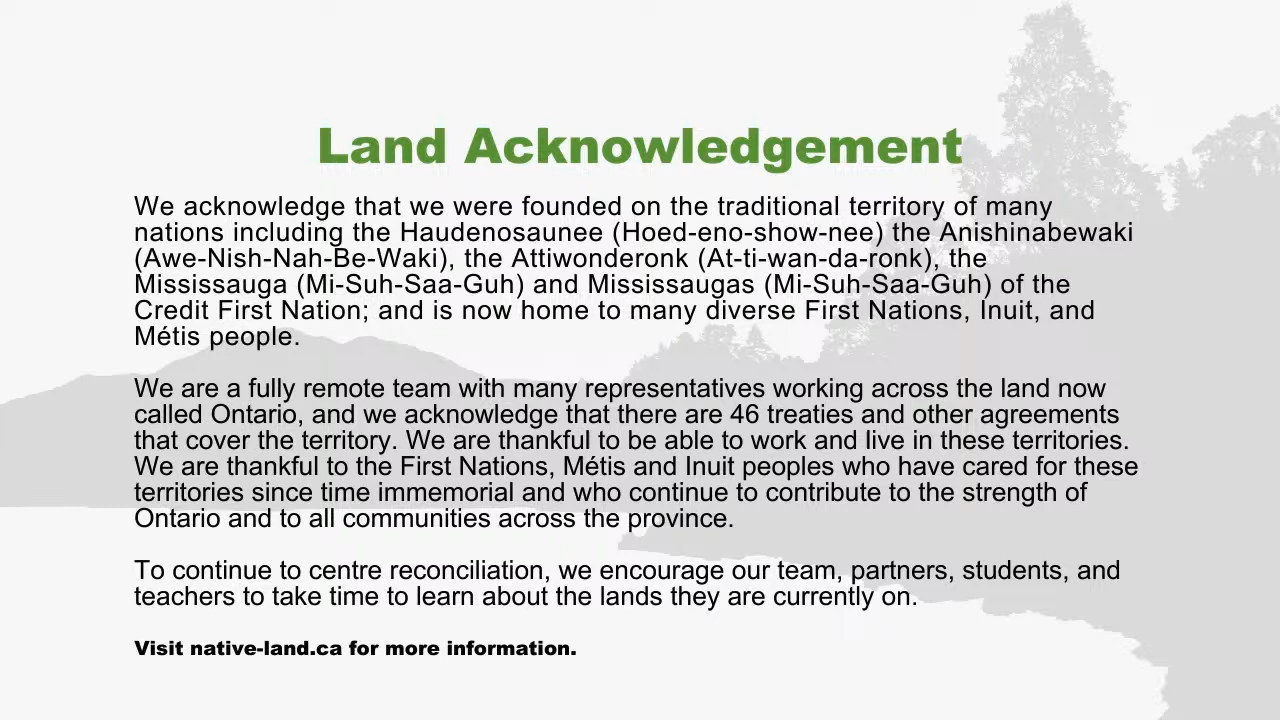 Land Acknowledgement
We acknowledge that we were founded on the traditional territory of many
nations including the Haudenosaunee (Hoed-eno-show-nee) the Anishinabewaki
(Awe-Nish-Nah-Be-Waki), the Attiwonderonk (At-ti-wan-da-ronk), the
Mississauga (Mi-Suh-Saa-Guh) and Mississaugas (Mi-Suh-Saa-Guh) of the
Credit First Nation; and is now home to many diverse First Nations, Inuit, and
Métis people.
We are a fully remote team with many representatives working across the land now
called Ontario, and we acknowledge that there are 46 treaties and other agreements
that cover the territory. We are thankful to be able to work and live in these territories.
We are thankful to the First Nations, Métis and Inuit peoples who have cared for these
territories since time immemorial and who continue to contribute to the strength of
Ontario and to all communities across the province.
To continue to centre reconciliation, we encourage our team, partners, students, and
teachers to take time to learn about the lands they are currently on.
Visit native-land.ca for more information.